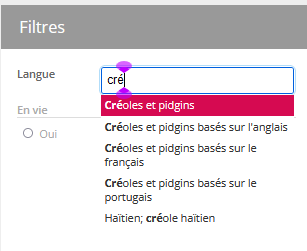 Filtres
Langue
cré
Créoles et pidgins
En vie
Créoles et pidgins basés sur l'anglais
Oui
Créoles et pidgins basés sur le
français
Créoles et pidgins basés sur le
portugais
Haïtien; créole haïtien